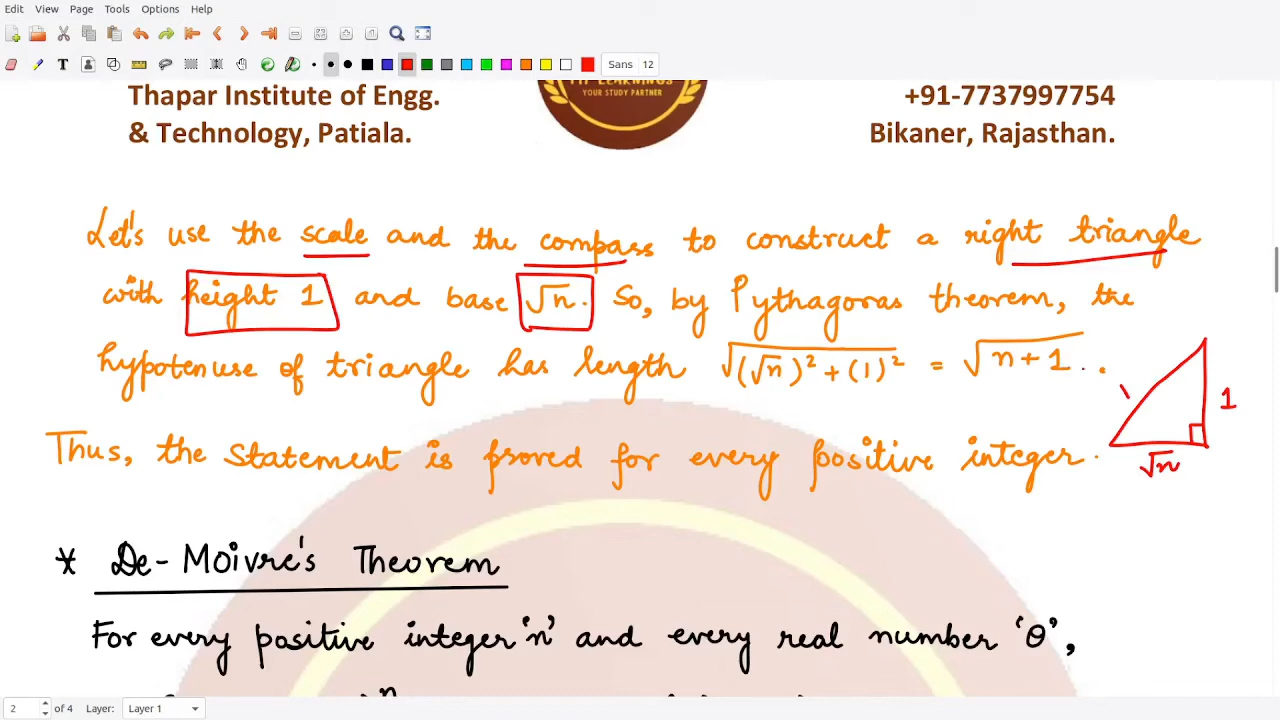 Edit View Page Tools Options Help
Sans 12
Thapar Institute of Engg.
& Technology, Patiala.
YOUR STUDY PARTNER
+91-7737997754
Bikaner, Rajasthan.
Let's use the scale and the compass to construct a right triangle
with height 1 and base √n. So, by Pythagoras theorem, the
hypotenuse of triangle has length √(√n)² + (1)² = √n+1.
1
√n
Thus, the statement is proved for every positive integer.
* De-Moivre's Theorem
For every positive integer 'n' and every real number 'θ',
2 of 4 Layer: Layer 1